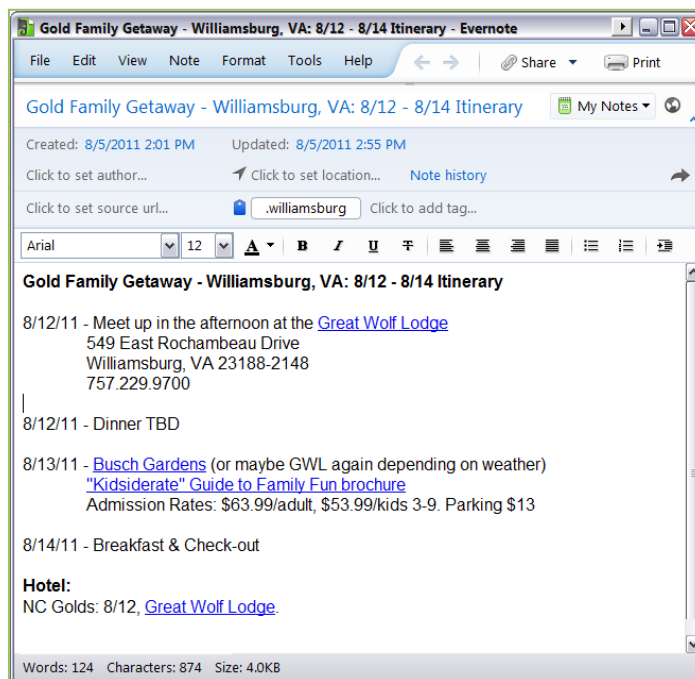 Gold Family Getaway - Williamsburg, VA: 8/12 - 8/14 Itinerary - Evernote
File Edit View Note Format Tools Help Share Print
Gold Family Getaway - Williamsburg, VA: 8/12 - 8/14 Itinerary My Notes
Created: 8/5/2011 2:01 PM Updated: 8/5/2011 2:55 PM
Click to set author... Click to set location... Note history
Click to set source url... .williamsburg Click to add tag...
Arial 12 A B I U T
Gold Family Getaway - Williamsburg, VA: 8/12 - 8/14 Itinerary
8/12/11 - Meet up in the afternoon at the Great Wolf Lodge
549 East Rochambeau Drive
Williamsburg, VA 23188-2148
757.229.9700
8/12/11 - Dinner TBD
8/13/11 - Busch Gardens (or maybe GWL again depending on weather)
"Kidsiderate" Guide to Family Fun brochure
Admission Rates: $63.99/adult, $53.99/kids 3-9. Parking $13
8/14/11 - Breakfast & Check-out
Hotel:
NC Golds: 8/12, Great Wolf Lodge.
Words: 124 Characters: 874 Size: 4.0KB